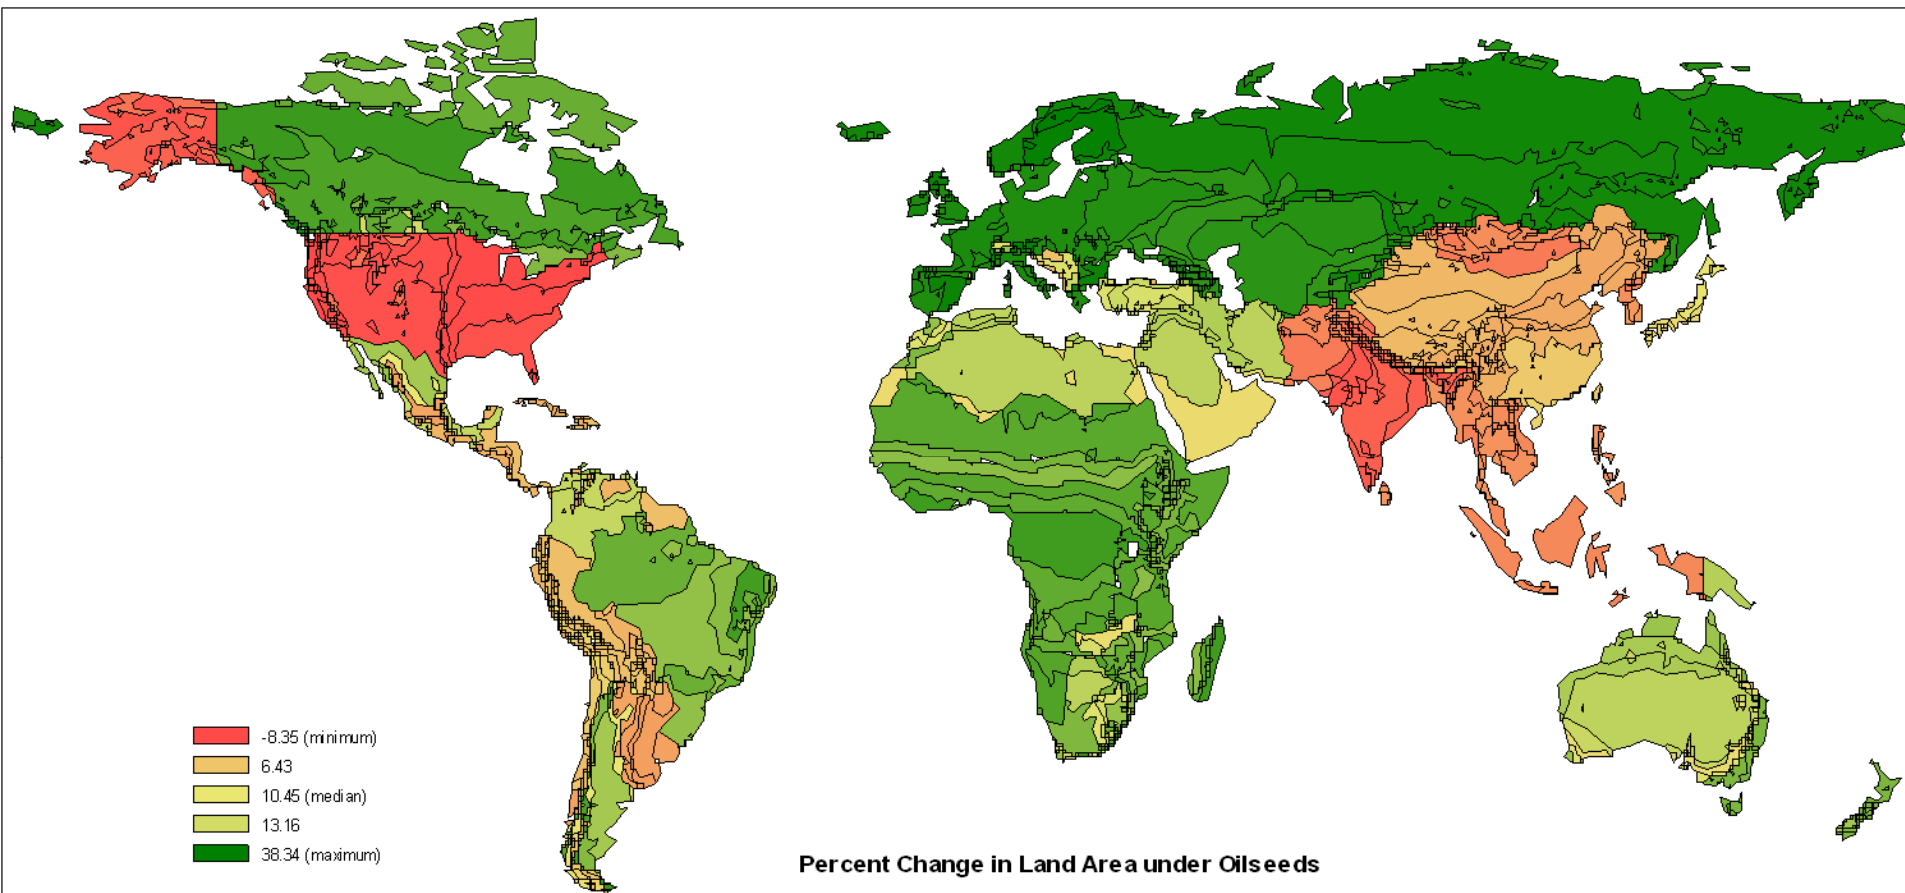 -8.35 (minimum)
6.43
10.45 (median)
13.16
38.34 (maximum)
Percent Change in Land Area under Oilseeds